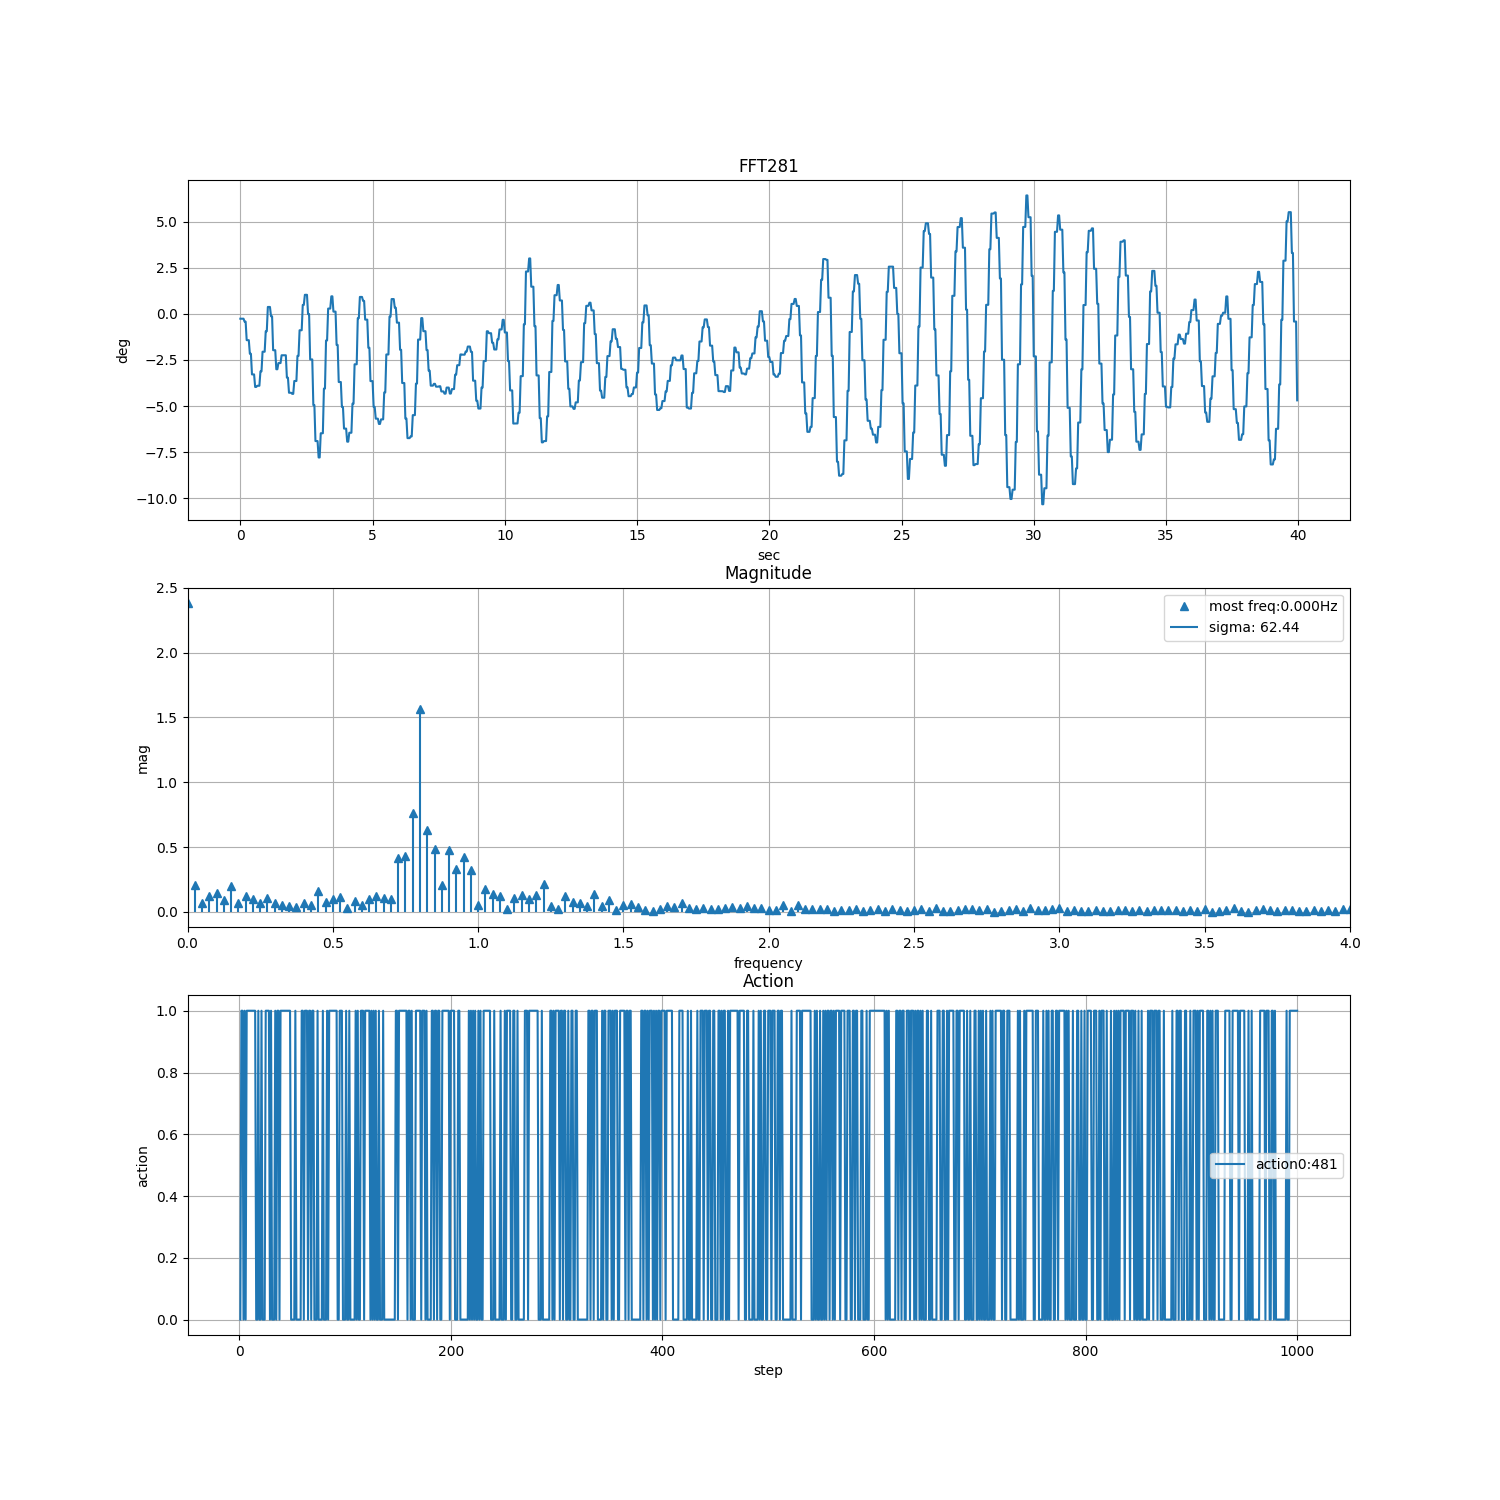 FFT281
5.0
2.5
0.0
−2.5
−5.0
−7.5
−10.0
deg
0 5 10 15 20 25 30 35 40
sec
Magnitude
2.5
2.0
1.5
1.0
0.5
0.0
mag
most freq:0.000Hz
sigma: 62.44
0.0 0.5 1.0 1.5 2.0 2.5 3.0 3.5 4.0
frequency
Action
1.0
0.8
0.6
0.4
0.2
0.0
action
action0:481
0 200 400 600 800 1000
step